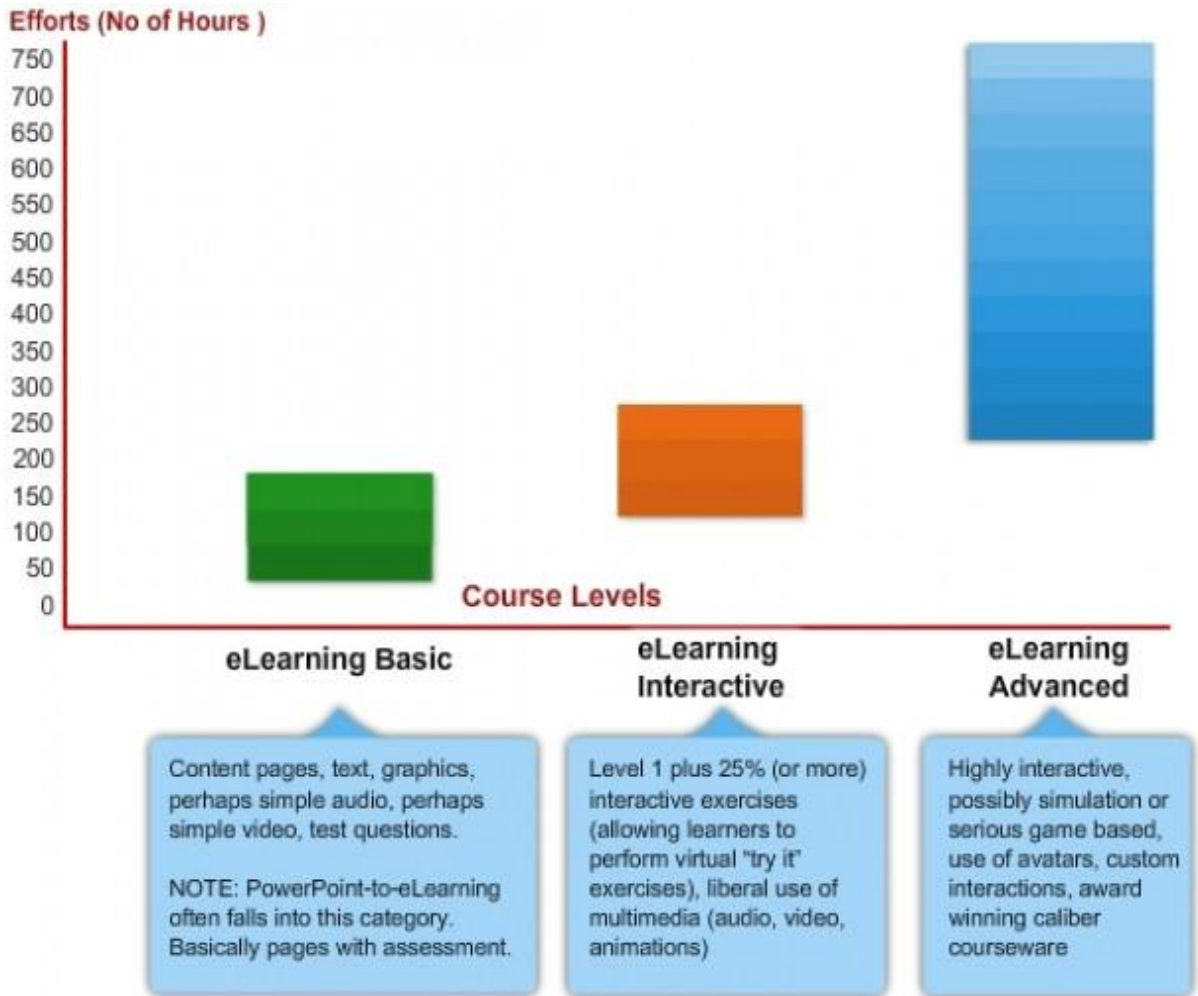 Efforts (No of Hours )
750
700
650
600
550
500
450
400
350
300
250
200
150
100
50
0
Course Levels
eLearning Basic
eLearning
Interactive
eLearning
Advanced
Content pages, text, graphics,
perhaps simple audio, perhaps
simple video, test questions.
NOTE: PowerPoint-to-eLearning
often falls into this category.
Basically pages with assessment.
Level 1 plus 25% (or more)
interactive exercises
(allowing learners to
perform virtual "try it"
exercises), liberal use of
multimedia (audio, video,
animations)
Highly interactive,
possibly simulation or
serious game based,
use of avatars, custom
interactions, award
winning caliber
courseware